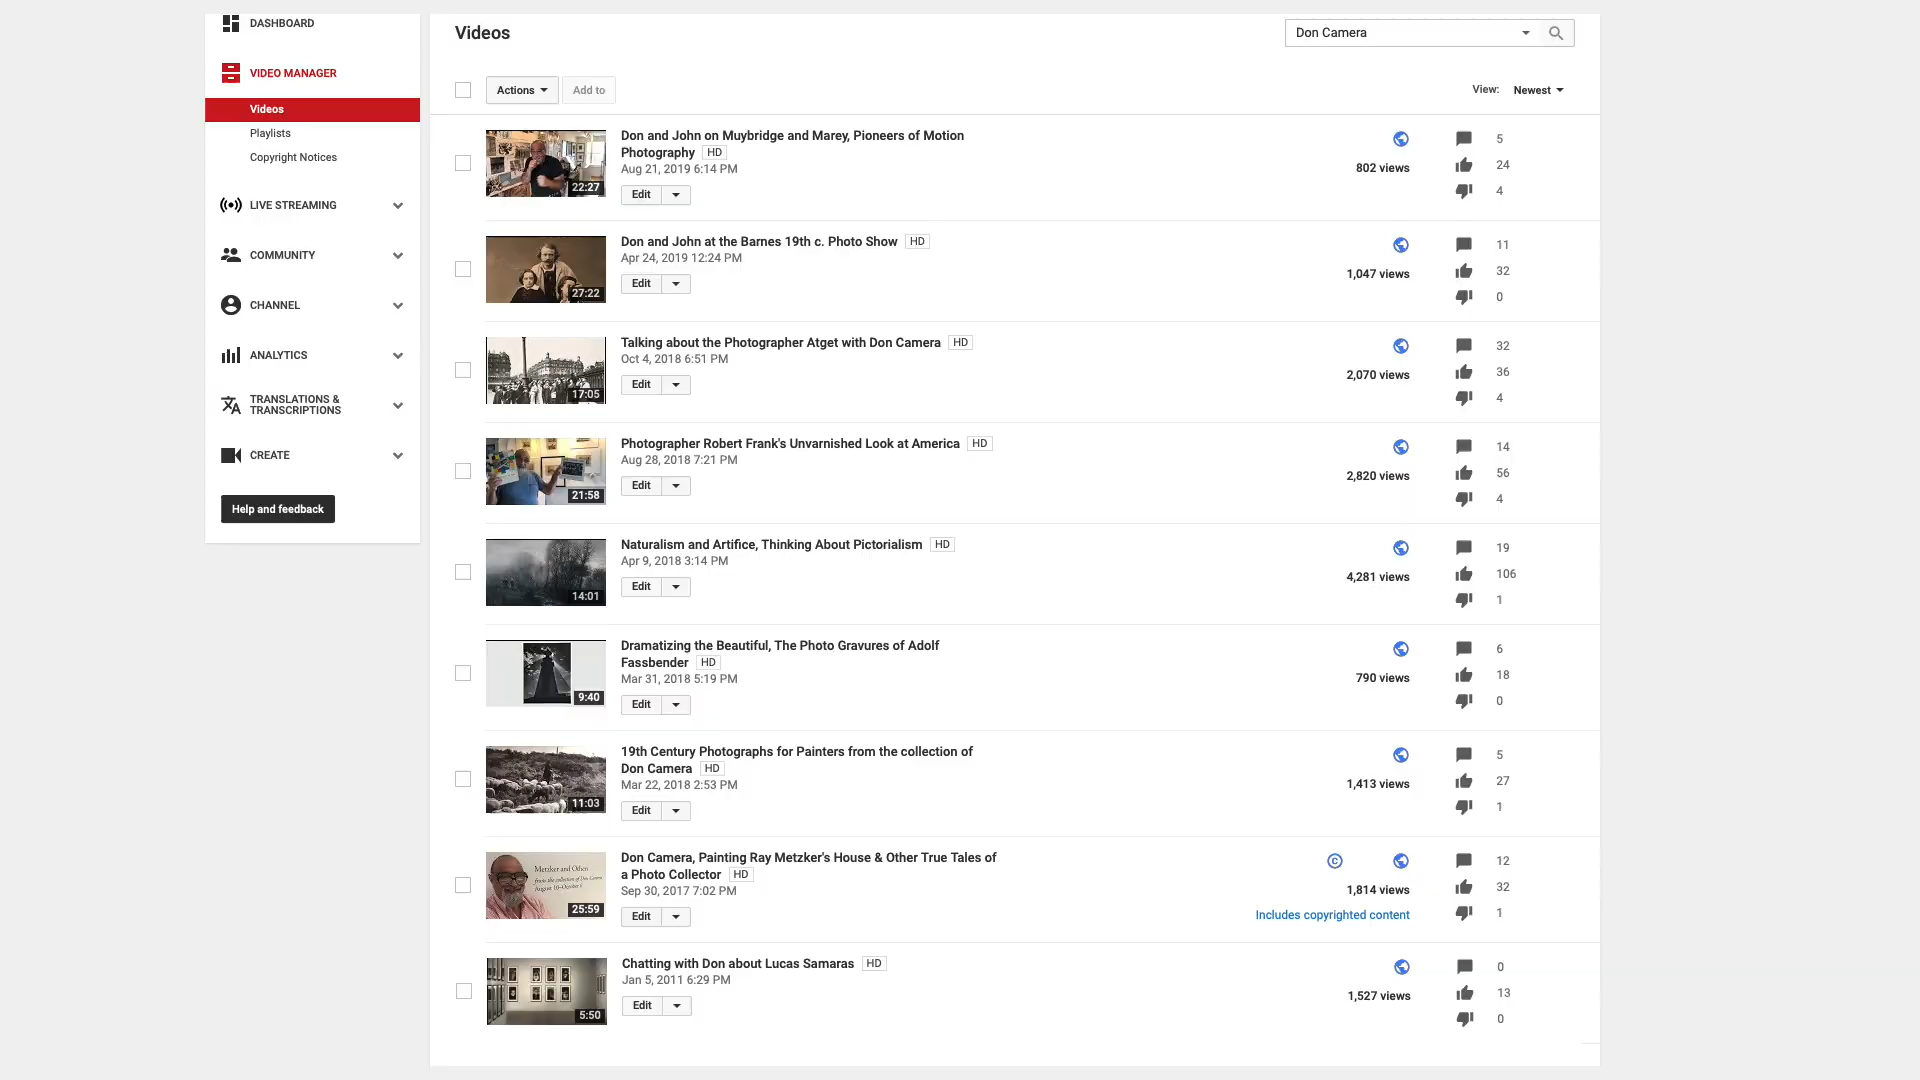 DASHBOARD
VIDEO MANAGER
Videos
Playlists
Copyright Notices
LIVE STREAMING
COMMUNITY
CHANNEL
ANALYTICS
TRANSLATIONS &
TRANSCRIPTIONS
CREATE
Help and feedback
Videos
Don Camera
Actions
Add to
View: Newest
Don and John on Muybridge and Marey, Pioneers of Motion
Photography HD
Aug 21, 2019 6:14 PM
Edit
22:27
802 views
5
24
4
Don and John at the Barnes 19th c. Photo Show HD
Apr 24, 2019 12:24 PM
Edit
27:22
1,047 views
11
32
0
Talking about the Photographer Atget with Don Camera HD
Oct 4, 2018 6:51 PM
Edit
17:05
2,070 views
32
36
4
Photographer Robert Frank's Unvarnished Look at America HD
Aug 28, 2018 7:21 PM
Edit
21:58
2,820 views
14
56
4
Naturalism and Artifice, Thinking About Pictorialism HD
Apr 9, 2018 3:14 PM
Edit
14:01
4,281 views
19
106
1
Dramatizing the Beautiful, The Photo Gravures of Adolf
Fassbender HD
Mar 31, 2018 5:19 PM
Edit
9:40
790 views
6
18
0
19th Century Photographs for Painters from the collection of
Don Camera HD
Mar 22, 2018 2:53 PM
Edit
11:03
1,413 views
5
27
1
Metzker and Others
from the collection of Don Camera
August 10-October
Don Camera, Painting Ray Metzker's House & Other True Tales of
a Photo Collector HD
Sep 30, 2017 7:02 PM
Edit
25:59
1,814 views
Includes copyrighted content
12
32
1
Chatting with Don about Lucas Samaras HD
Jan 5, 2011 6:29 PM
Edit
5:50
1,527 views
0
13
0